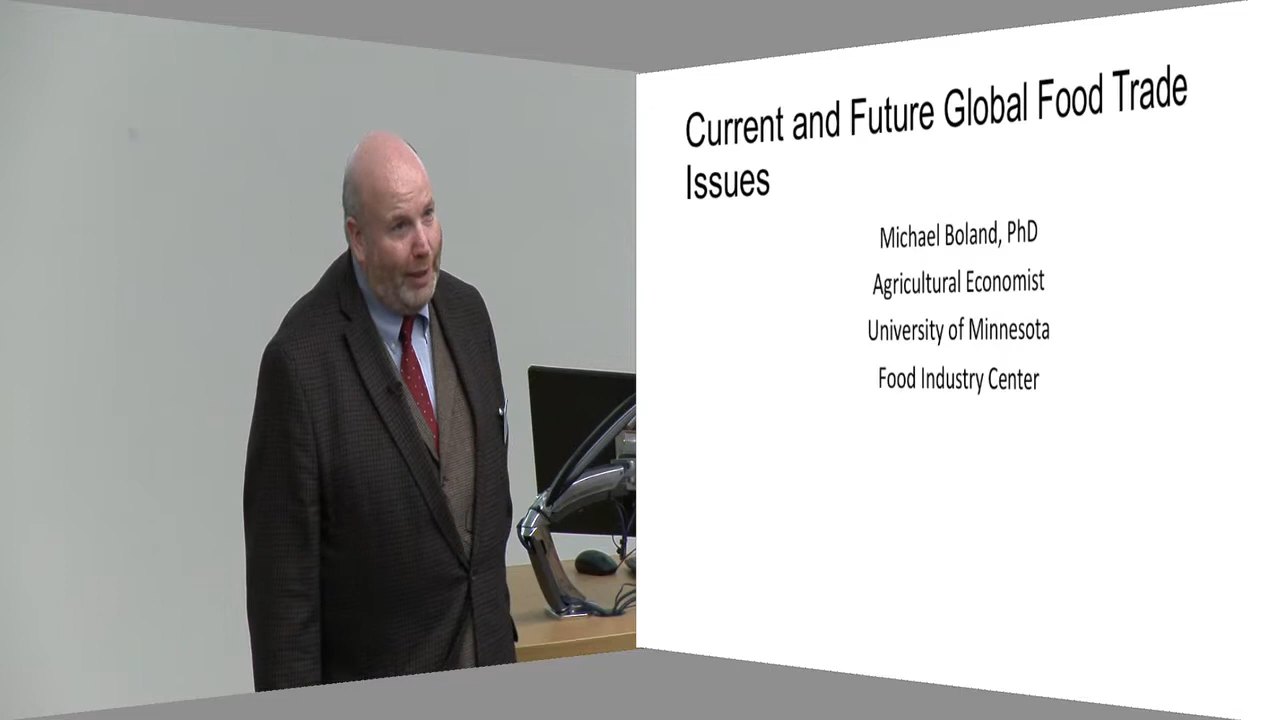 Current and Future Global Food Trade
Issues
Michael Boland, PhD
Agricultural Economist
University of Minnesota
Food Industry Center